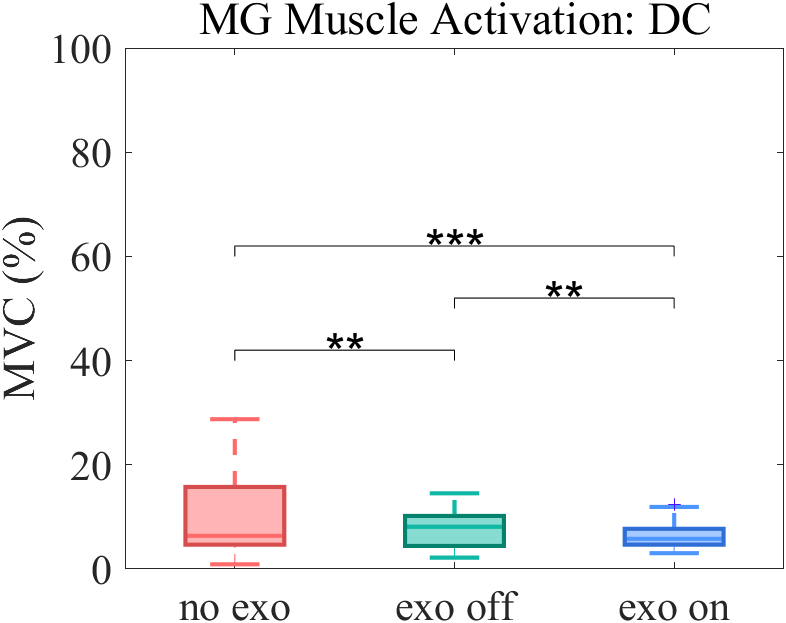 MG Muscle Activation: DC
MVC (%)
100
80
60
40
20
0
***
**
**
no exo
exo off
exo on